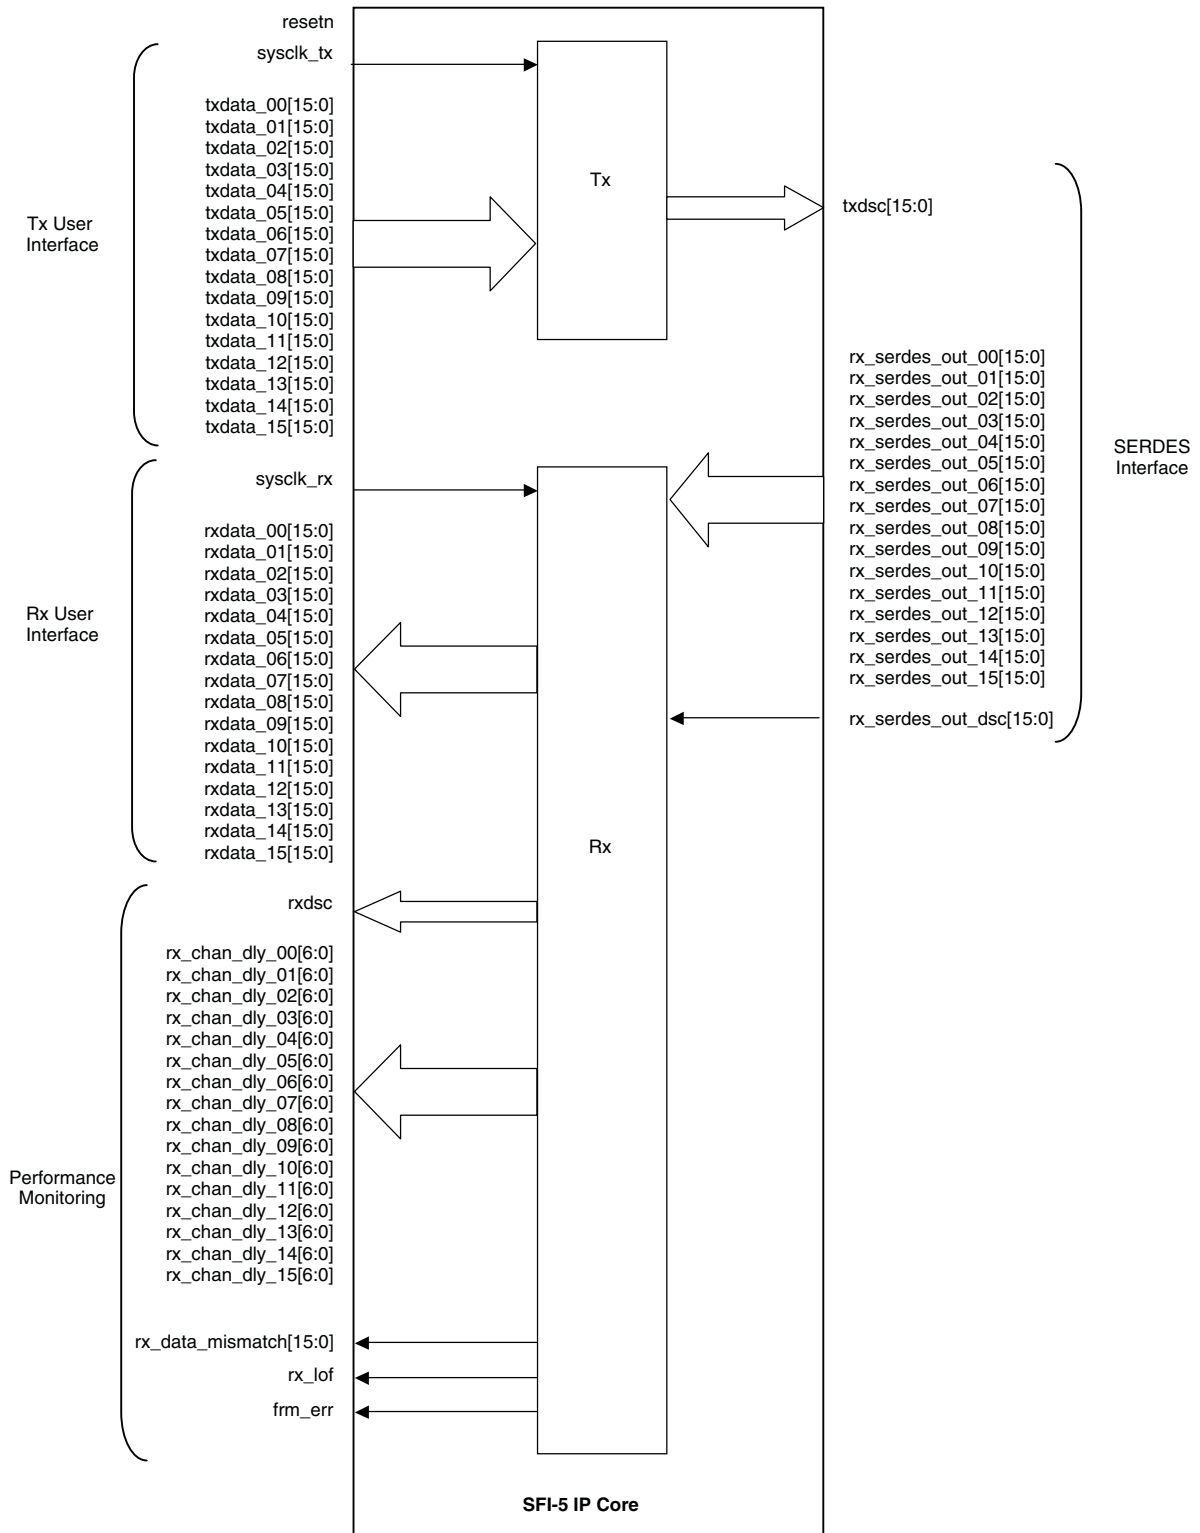 resetn
sysclk_tx
txdata_00[15:0]
txdata_01[15:0]
txdata_02[15:0]
txdata_03[15:0]
txdata_04[15:0]
txdata_05[15:0]
txdata_06[15:0]
txdata_07[15:0]
txdata_08[15:0]
txdata_09[15:0]
txdata_10[15:0]
txdata_11[15:0]
txdata_12[15:0]
txdata_13[15:0]
txdata_14[15:0]
txdata_15[15:0]
Tx User
Interface
Tx
txdsc[15:0]
rx_serdes_out_00[15:0]
rx_serdes_out_01[15:0]
rx_serdes_out_02[15:0]
rx_serdes_out_03[15:0]
rx_serdes_out_04[15:0]
rx_serdes_out_05[15:0]
rx_serdes_out_06[15:0]
rx_serdes_out_07[15:0]
rx_serdes_out_08[15:0]
rx_serdes_out_09[15:0]
rx_serdes_out_10[15:0]
rx_serdes_out_11[15:0]
rx_serdes_out_12[15:0]
rx_serdes_out_13[15:0]
rx_serdes_out_14[15:0]
rx_serdes_out_15[15:0]
rx_serdes_out_dsc[15:0]
SERDES
Interface
sysclk_rx
rxdata_00[15:0]
rxdata_01[15:0]
rxdata_02[15:0]
rxdata_03[15:0]
rxdata_04[15:0]
rxdata_05[15:0]
rxdata_06[15:0]
rxdata_07[15:0]
rxdata_08[15:0]
rxdata_09[15:0]
rxdata_10[15:0]
rxdata_11[15:0]
rxdata_12[15:0]
rxdata_13[15:0]
rxdata_14[15:0]
rxdata_15[15:0]
Rx User
Interface
Rx
rxdsc
rx_chan_dly_00[6:0]
rx_chan_dly_01[6:0]
rx_chan_dly_02[6:0]
rx_chan_dly_03[6:0]
rx_chan_dly_04[6:0]
rx_chan_dly_05[6:0]
rx_chan_dly_06[6:0]
rx_chan_dly_07[6:0]
rx_chan_dly_08[6:0]
rx_chan_dly_09[6:0]
rx_chan_dly_10[6:0]
rx_chan_dly_11[6:0]
rx_chan_dly_12[6:0]
rx_chan_dly_13[6:0]
rx_chan_dly_14[6:0]
rx_chan_dly_15[6:0]
Performance
Monitoring
rx_data_mismatch[15:0]
rx_lof
frm_err
SFI-5 IP Core